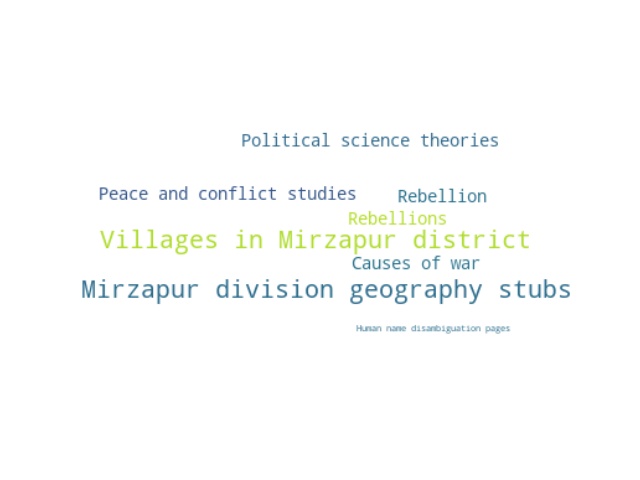 Political science theories
Peace and conflict studies
Rebellion
Rebellions
Villages in Mirzapur district
Causes of war
Mirzapur division geography stubs
Human name disambiguation pages